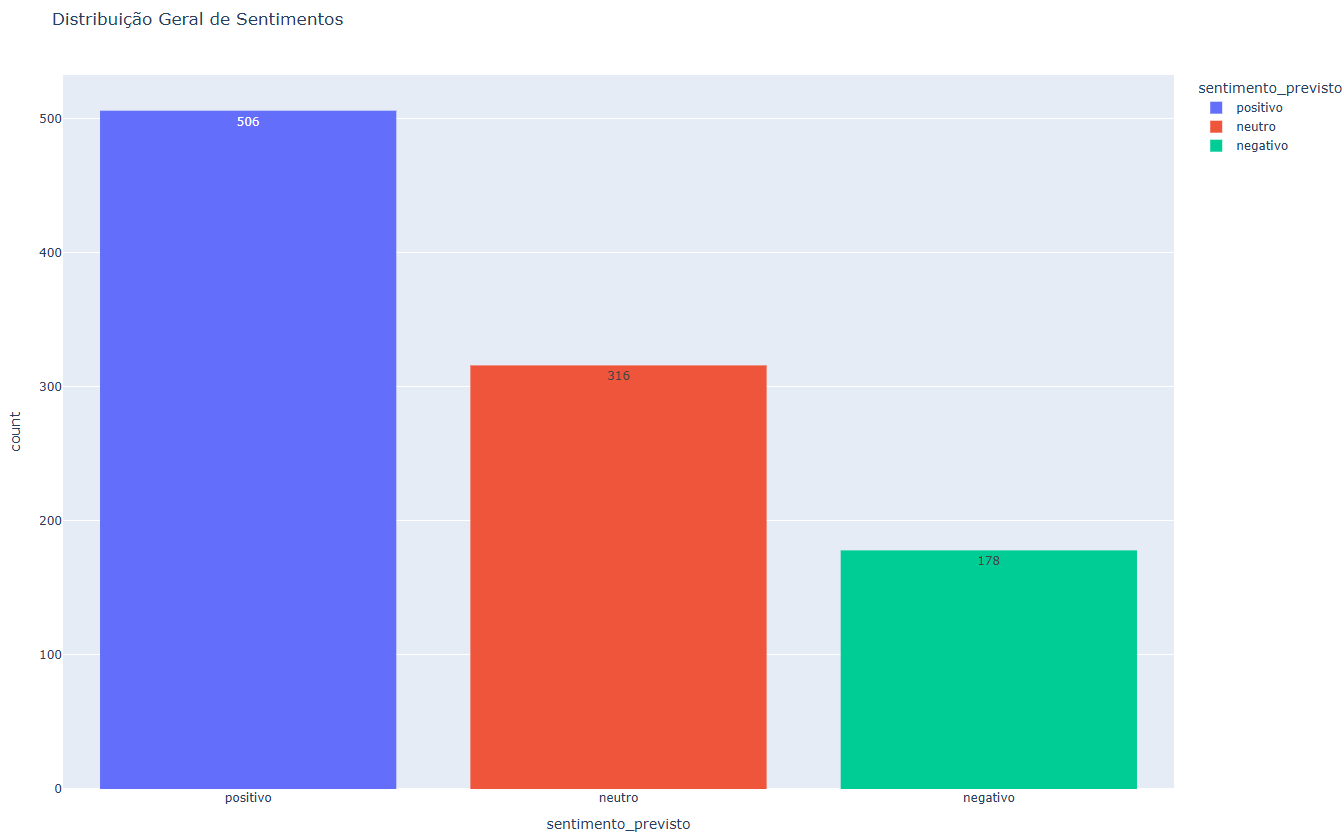 Distribuição Geral de Sentimentos
sentimento_previsto
positivo
neutro
negativo
500
400
300
200
100
0
count
506
316
178
positivo
neutro
negativo
sentimento_previsto